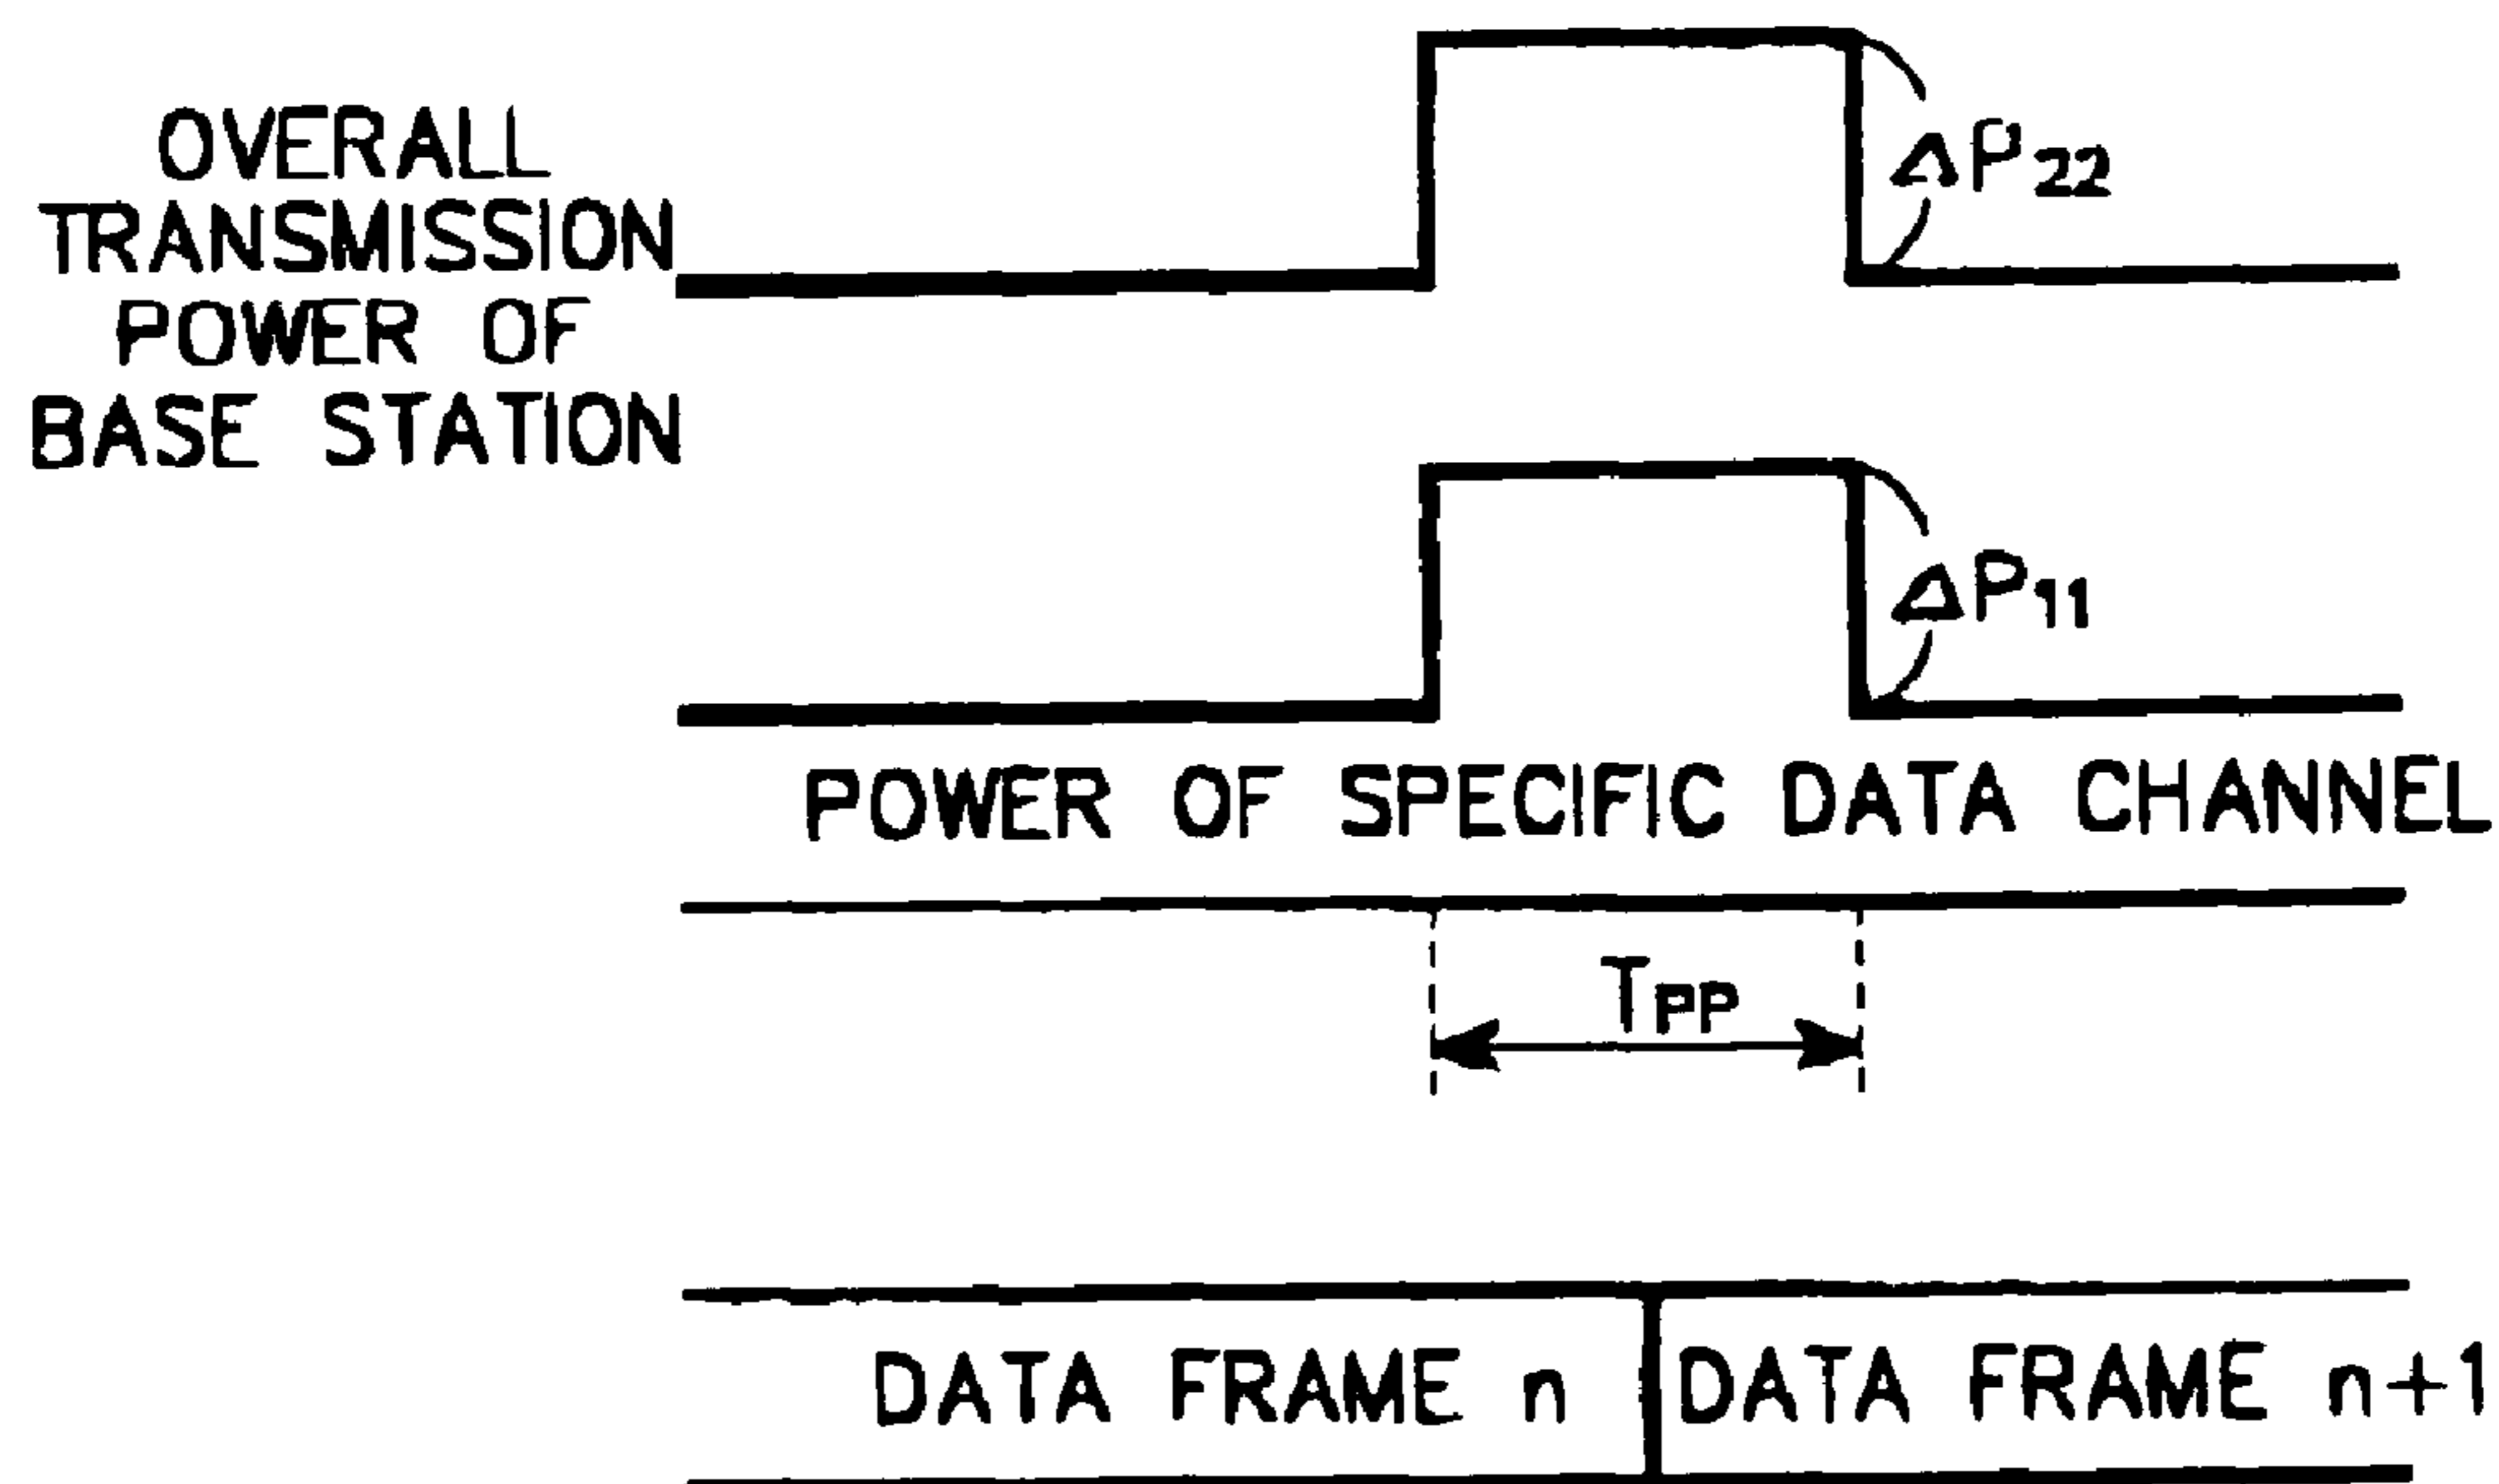 OVERALL
TRANSMISSION
POWER OF
BASE STATION
ΔP22
ΔP11
POWER OF SPECIFIC DATA CHANNEL
TPP
DATA FRAME n
DATA FRAME n+1